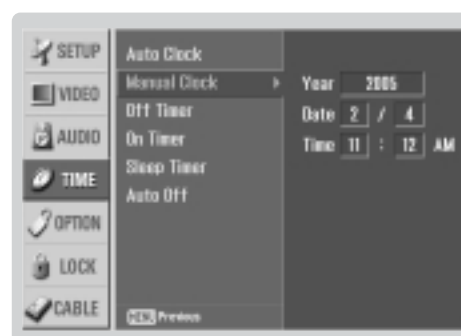 SETUP
VIDEO
AUDIO
TIME
OPTION
LOCK
CABLE
Auto Clock
Manual Clock
Off Timer
On Timer
Sleep Timer
Auto Off
MENU Previous
Year 2005
Date 2 / 4
Time 11 : 12 AM